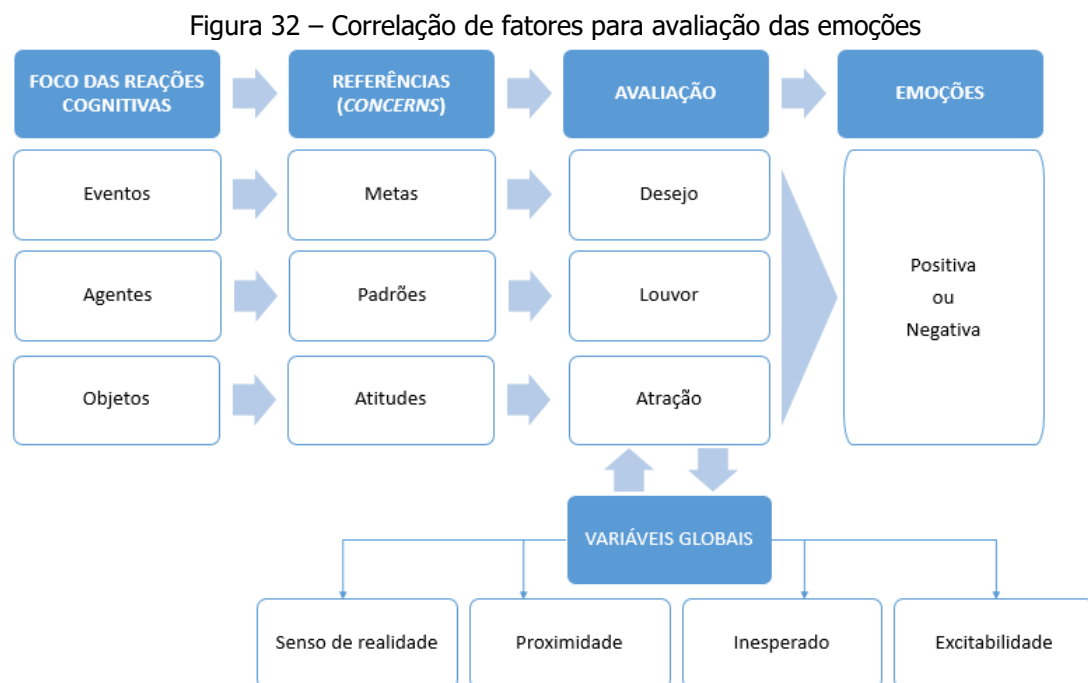 Figura 32 – Correlação de fatores para avaliação das emoções
FOCO DAS REAÇÕES
COGNITIVAS
REFERÊNCIAS
(CONCERNS)
AVALIAÇÃO
EMOÇÕES
Eventos
Metas
Desejo
Agentes
Padrões
Louvor
Objetos
Atitudes
Atração
Positiva
ou
Negativa
VARIÁVEIS GLOBAIS
Senso de realidade
Proximidade
Inesperado
Excitabilidade